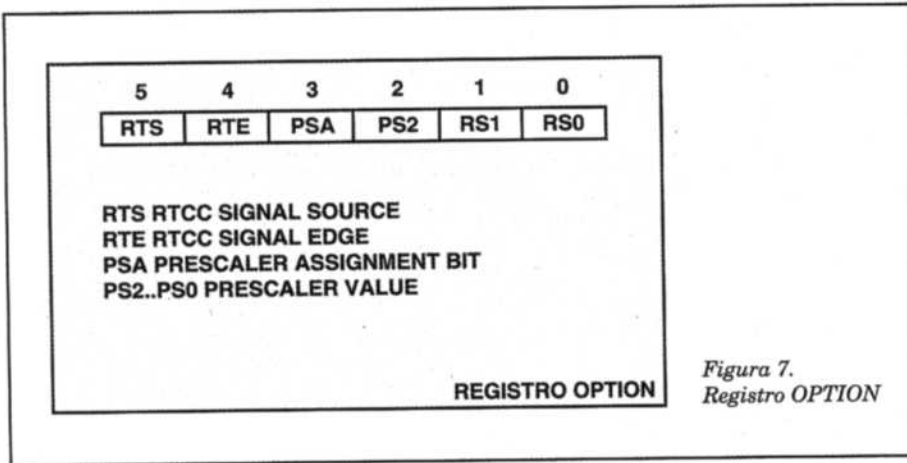 5 4 3 2 1 0
RTS RTE PSA PS2 RS1 RS0
RTS RTCC SIGNAL SOURCE
RTE RTCC SIGNAL EDGE
PSA PRESCALER ASSIGNMENT BIT
PS2..PS0 PRESCALER VALUE
REGISTRO OPTION
Figura 7.
Registro OPTION